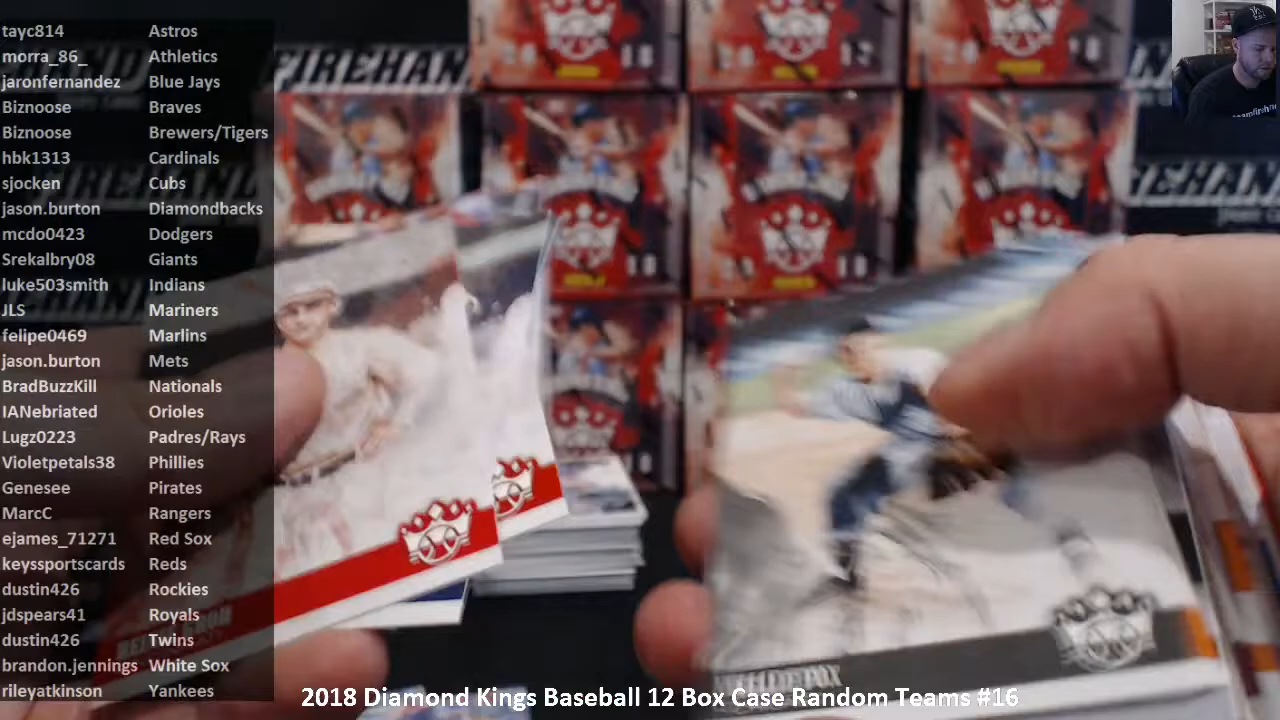 tayc814 Astros
morra_86_ Athletics
jaronfernandez Blue Jays
Biznoose Braves
Biznoose Brewers/Tigers
hbk1313 Cardinals
sjocken Cubs
jason.burton Diamondbacks
mcdo0423 Dodgers
Srekalbry08 Giants
luke503smith Indians
JLS Mariners
felipe0469 Marlins
jason.burton Mets
BradBuzzKill Nationals
IANebriated Orioles
Lugz0223 Padres/Rays
Violetpetals38 Phillies
Genesee Pirates
MarcC Rangers
ejames_71271 Red Sox
keyssportscards Reds
dustin426 Rockies
jdspears41 Royals
dustin426 Twins
brandon.jennings White Sox
rileyatkinson Yankees
FIREHAND
2018 Diamond Kings Baseball 12 Box Case Random Teams #16